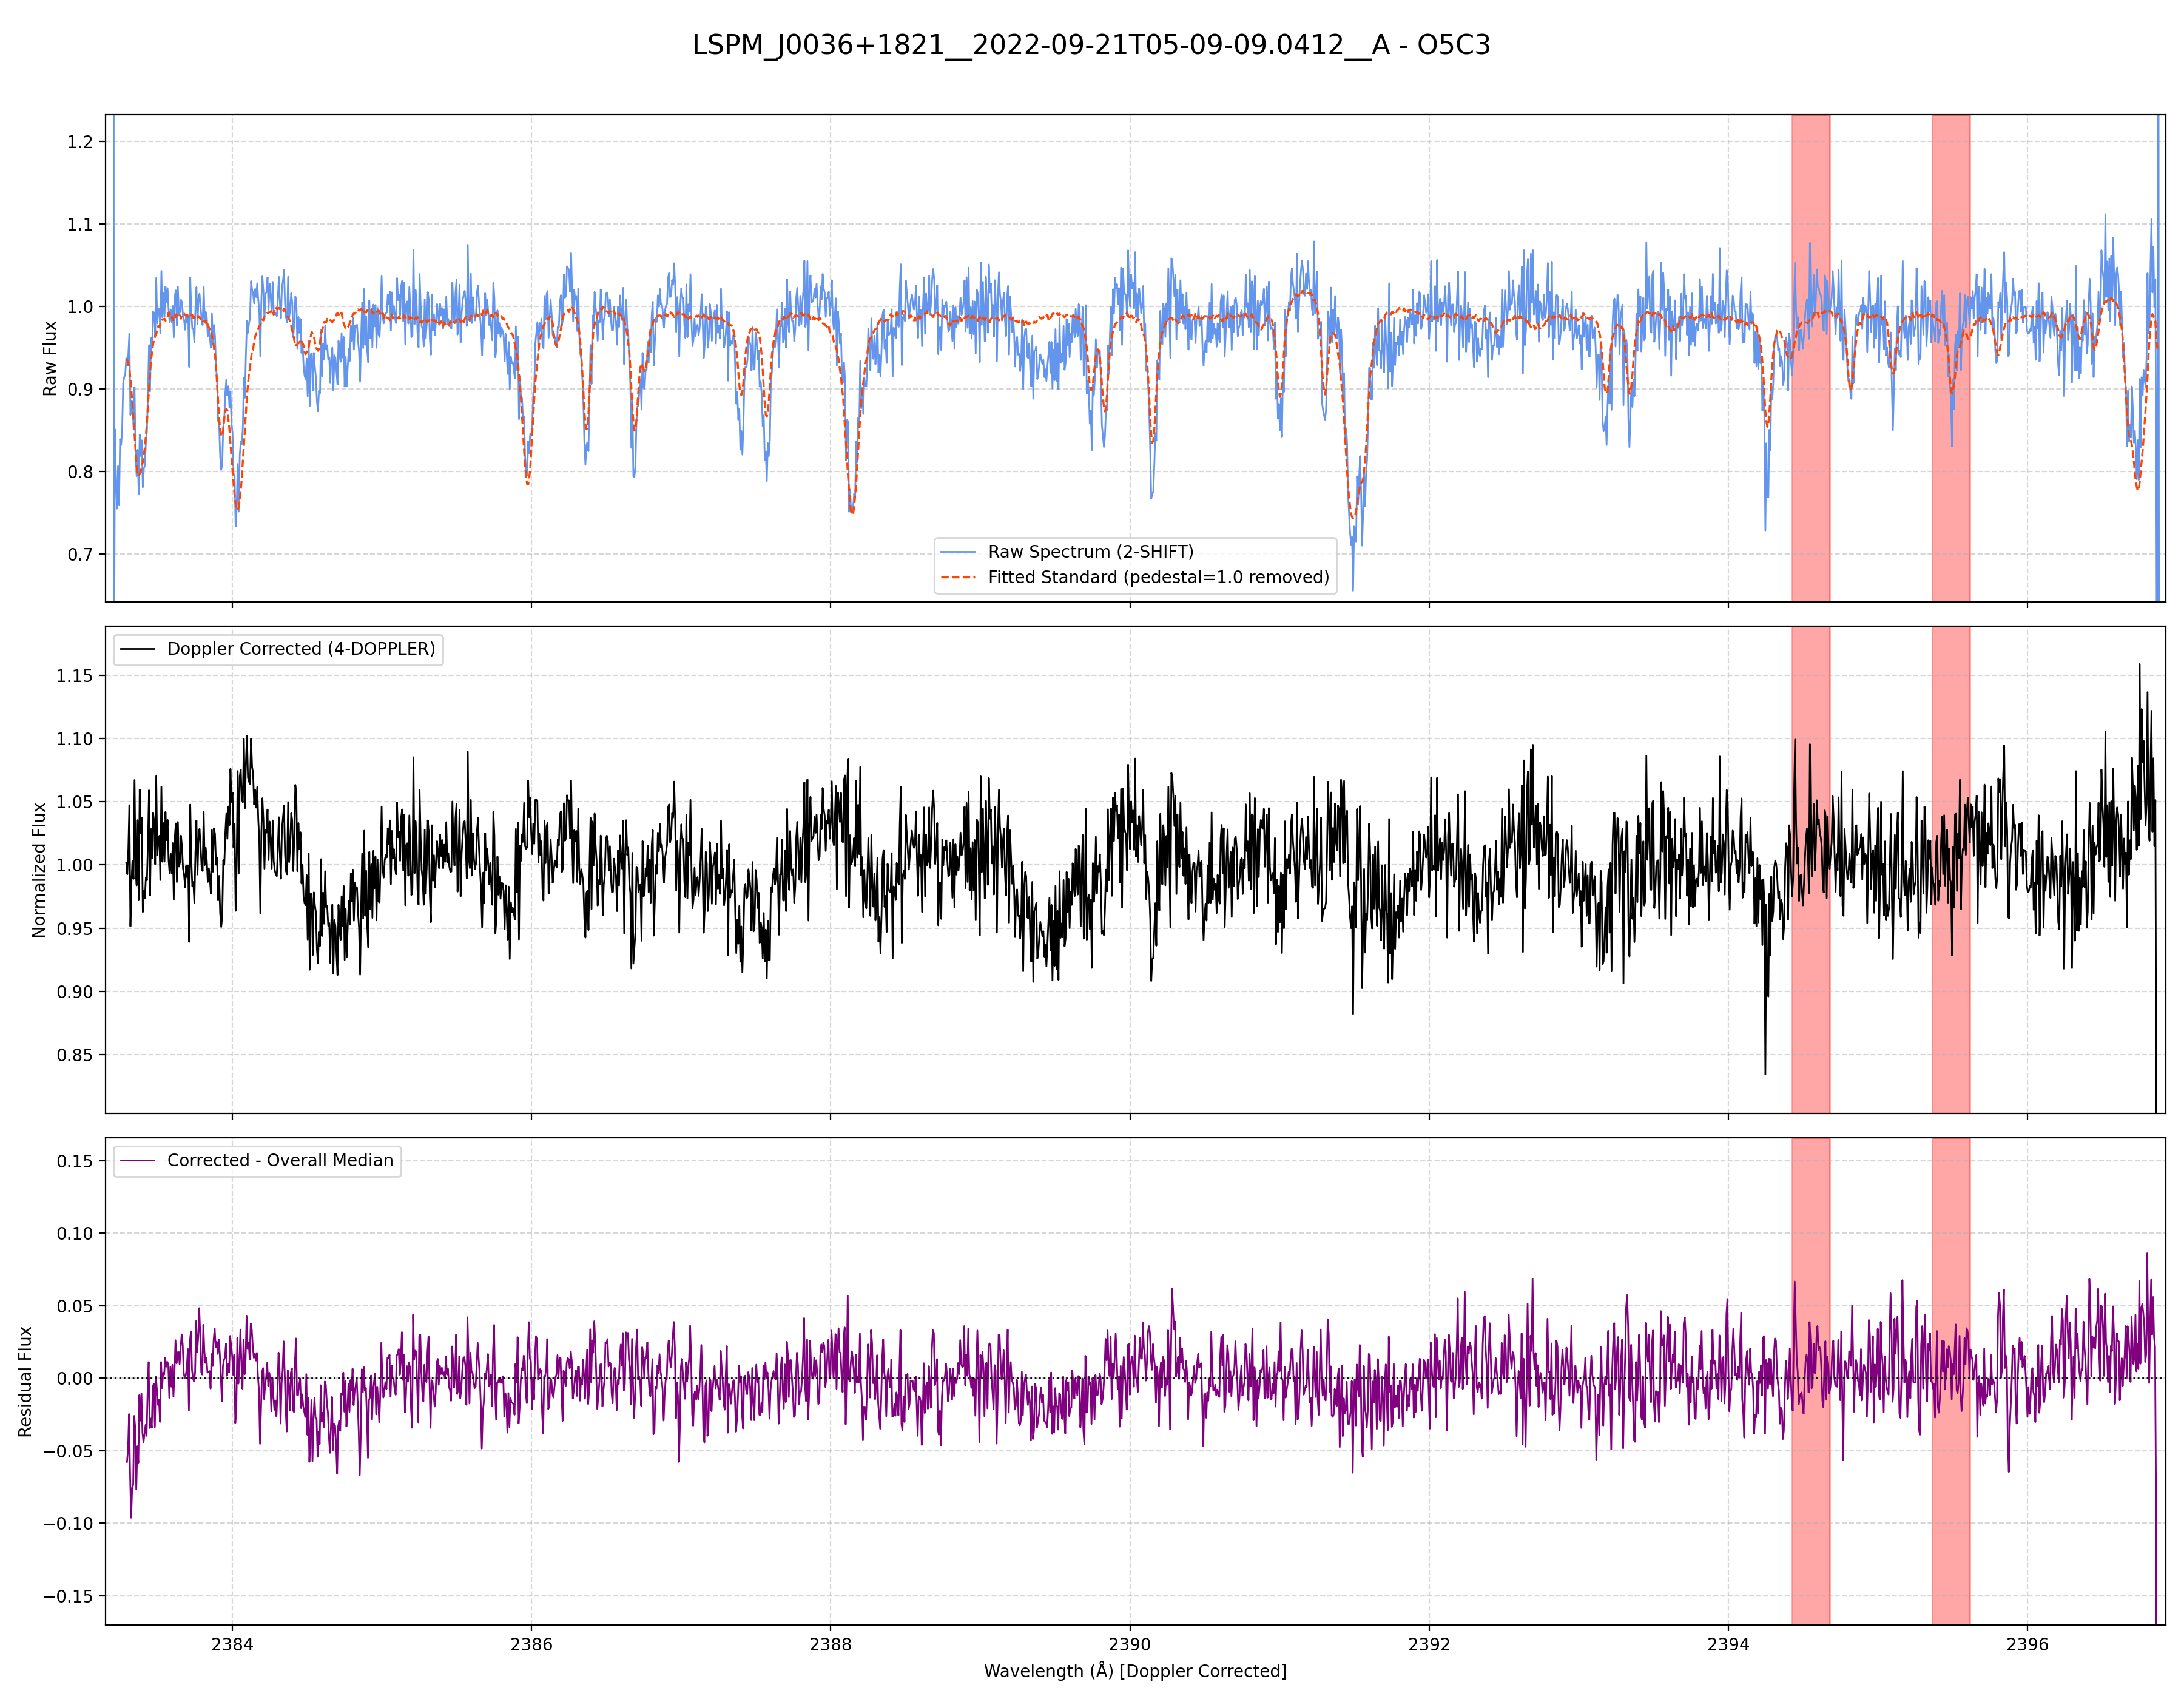 LSPM_J0036+1821__2022-09-21T05-09-09.0412__A - O5C3
1.2
1.1
1.0
0.9
0.8
0.7
Raw Flux
Raw Spectrum (2-SHIFT)
Fitted Standard (pedestal=1.0 removed)
Doppler Corrected (4-DOPPLER)
1.15
1.10
1.05
1.00
0.95
0.90
0.85
Normalized Flux
Corrected - Overall Median
0.15
0.10
0.05
0.00
−0.05
−0.10
−0.15
Residual Flux
2384 2386 2388 2390 2392 2394 2396
Wavelength (Å) [Doppler Corrected]